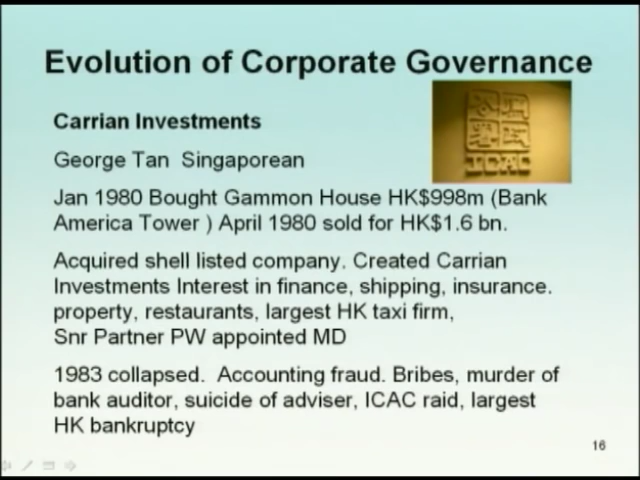 Evolution of Corporate Governance
Carrian Investments
George Tan Singaporean
Jan 1980 Bought Gammon House HK$998m (Bank
America Tower ) April 1980 sold for HK$1.6 bn.
Acquired shell listed company. Created Carrian
Investments Interest in finance, shipping, insurance.
property, restaurants, largest HK taxi firm,
Snr Partner PW appointed MD
1983 collapsed. Accounting fraud. Bribes, murder of
bank auditor, suicide of adviser, ICAC raid, largest
HK bankruptcy
ICAC
16